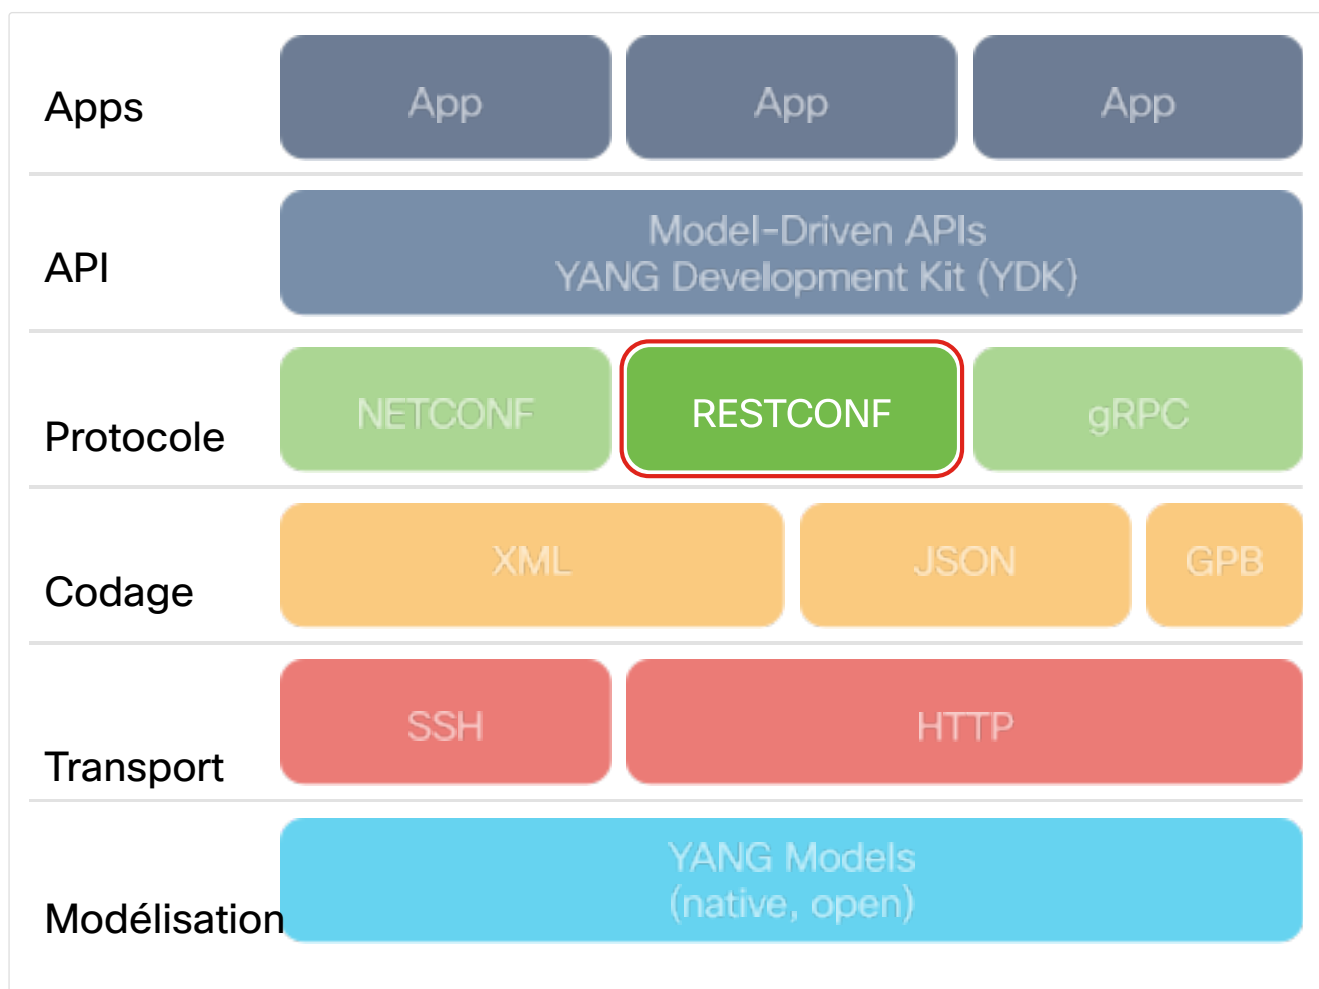 Apps
App
App
App
API
Model-Driven APIs
YANG Development Kit (YDK)
Protocole
NETCONF
RESTCONF
gRPC
Codage
XML
JSON
GPB
Transport
SSH
HTTP
Modélisation
YANG Models
(native, open)